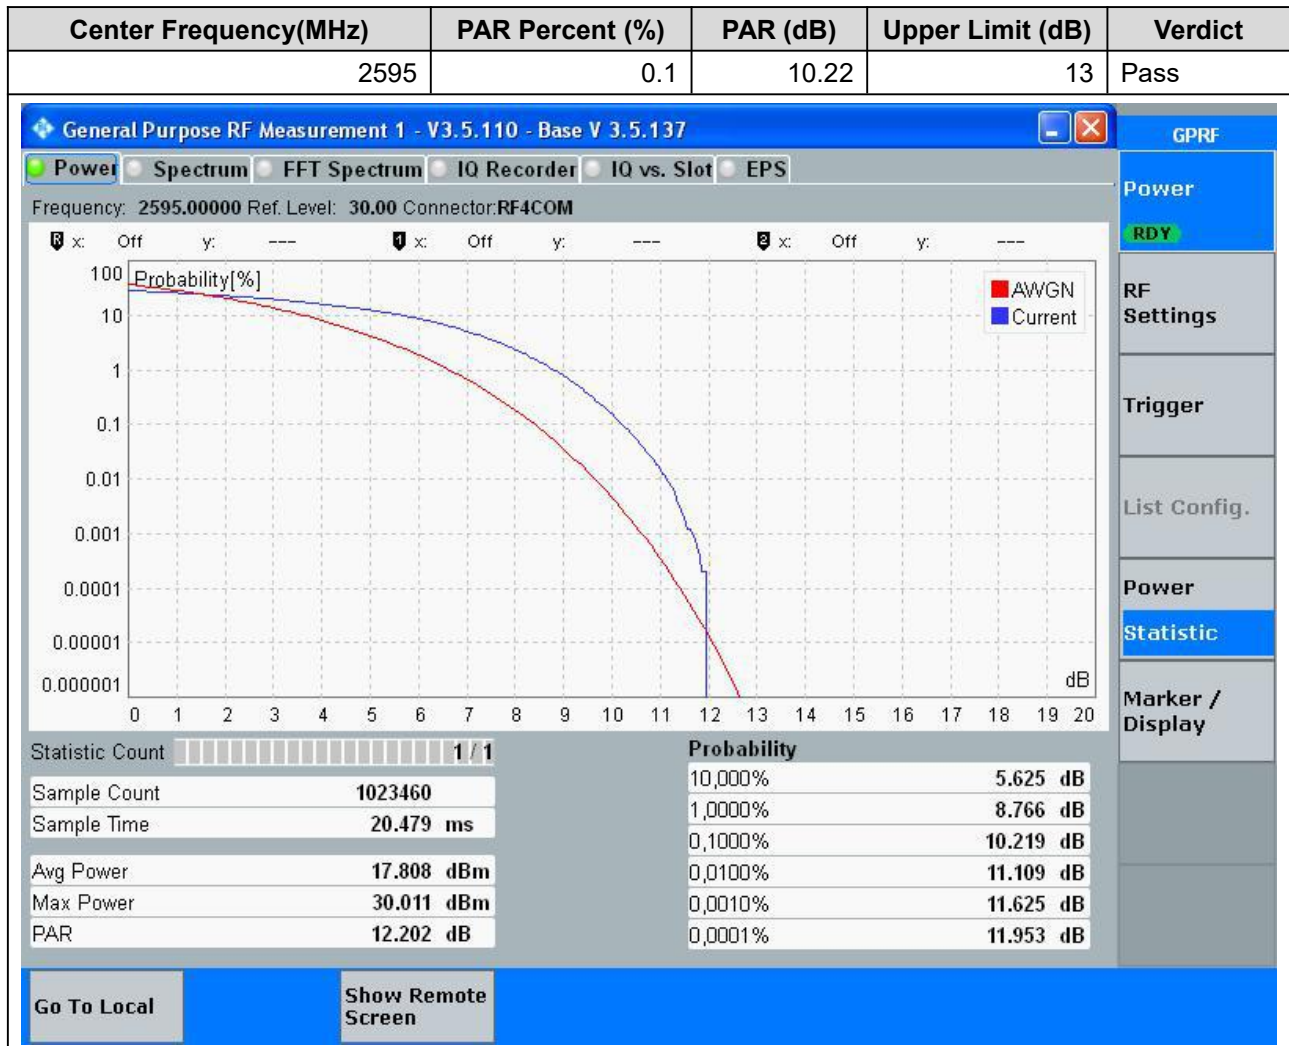 Center Frequency(MHz) PAR Percent (%) PAR (dB) Upper Limit (dB) Verdict
2595 0.1 10.22 13 Pass
General Purpose RF Measurement 1 - V3.5.110 - Base V 3.5.137
GPRF
Power Spectrum FFT Spectrum IQ Recorder IQ vs. Slot EPS
Power
RDY
Frequency: 2595.00000 Ref. Level: 30.00 Connector:RF4COM
R x: Off y: --- 1 x: Off y: --- 2 x: Off y: ---
Probability[%]
AWGN
Current
100
10
1
0.1
0.01
0.001
0.0001
0.00001
0.000001
dB
0 1 2 3 4 5 6 7 8 9 10 11 12 13 14 15 16 17 18 19 20
RF
Settings
Trigger
List Config.
Power
Statistic
Marker /
Display
Statistic Count 1 / 1
Sample Count 1023460
Sample Time 20.479 ms
Avg Power 17.808 dBm
Max Power 30.011 dBm
PAR 12.202 dB
Probability
10,000% 5.625 dB
1,0000% 8.766 dB
0,1000% 10.219 dB
0,0100% 11.109 dB
0,0010% 11.625 dB
0,0001% 11.953 dB
Go To Local
Show Remote
Screen